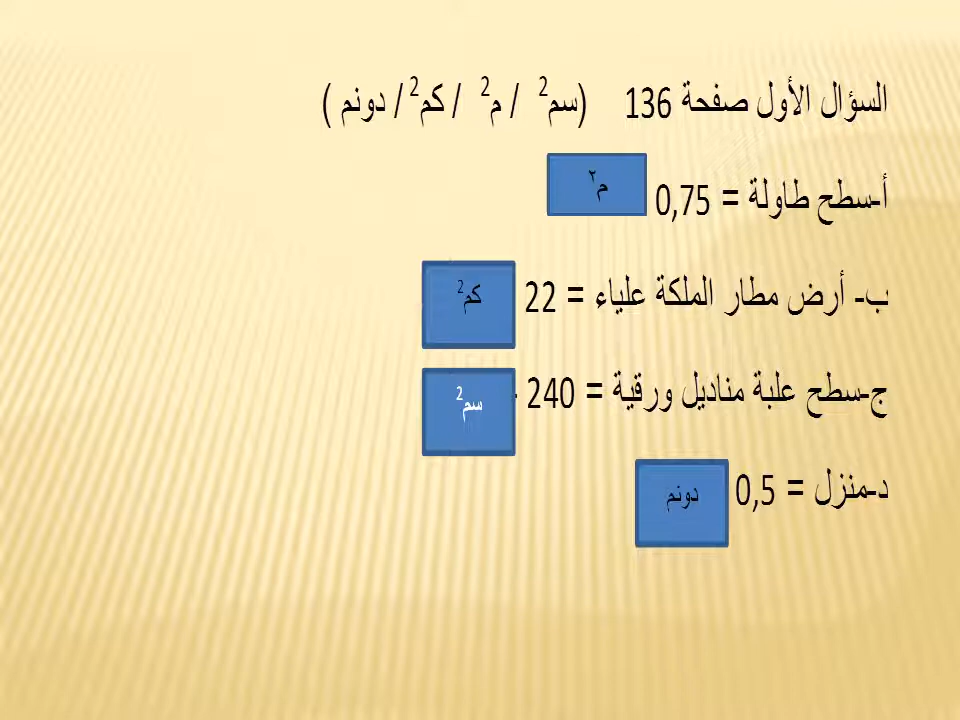 السؤال الأول صفحة 136 (سم2 / م2 / كم2 / دونم )
أ-سطح طاولة = 0,75 م٢
ب- أرض مطار الملكة علياء = 22 كم2
ج-سطح علبة مناديل ورقية = 240 سم2
د-منزل = 0,5 دونم